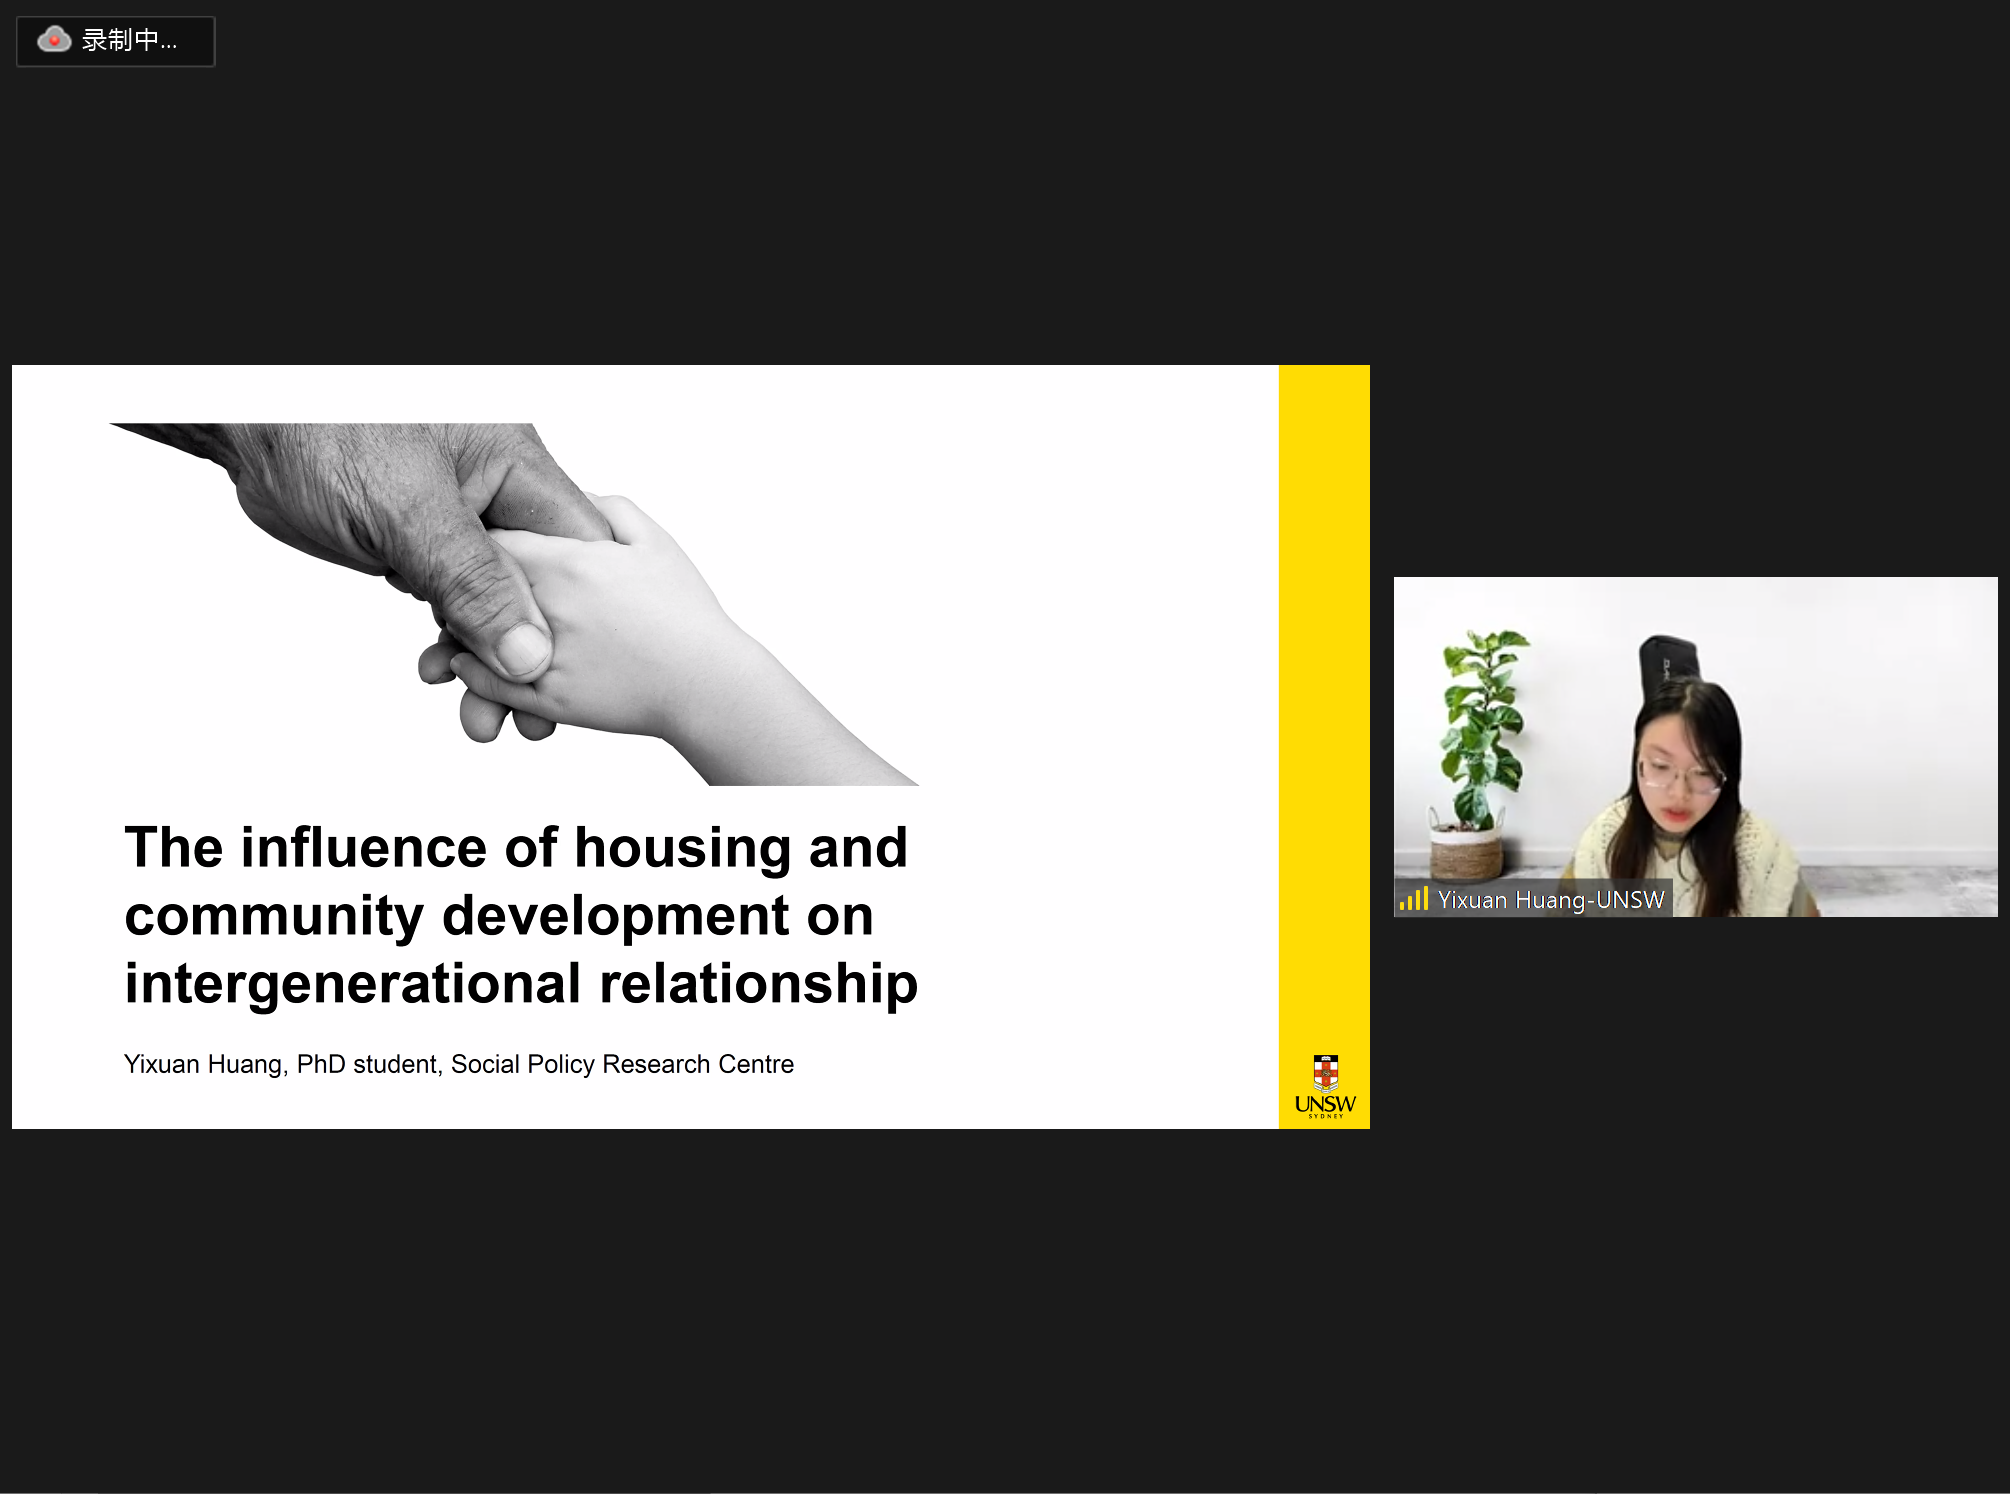 录制中...
The influence of housing and
community development on
intergenerational relationship
Yixuan Huang, PhD student, Social Policy Research Centre
UNSW
SYDNEY
Yixuan Huang-UNSW